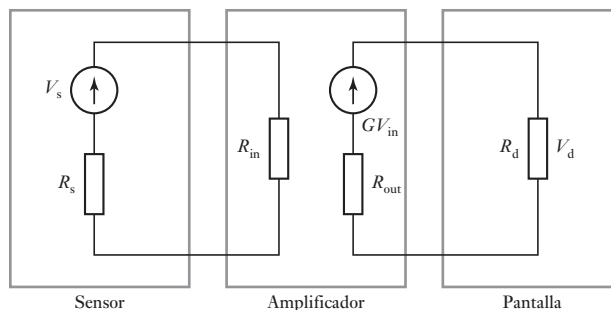 V_s
R_s
R_in
GV_in
R_out
R_d
V_d
Sensor
Amplificador
Pantalla